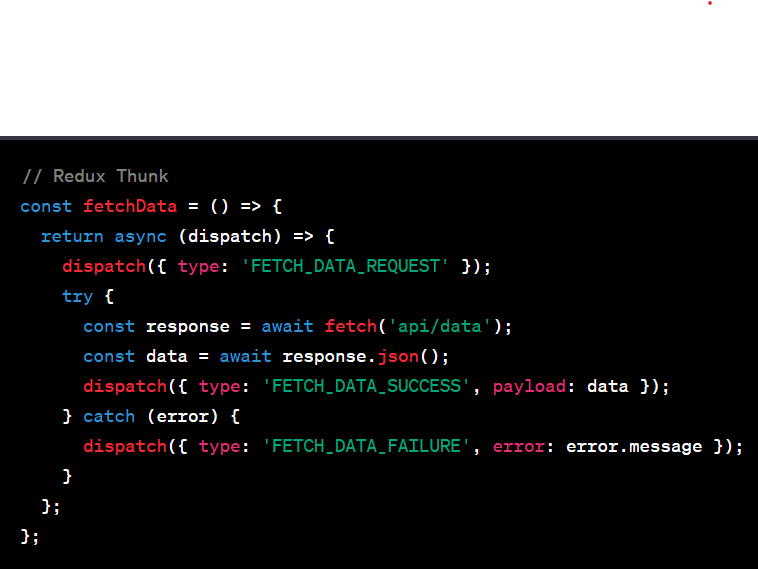 // Redux Thunk
const fetchData = () => {
return async (dispatch) => {
dispatch({ type: 'FETCH_DATA_REQUEST' });
try {
const response = await fetch('api/data');
const data = await response.json();
dispatch({ type: 'FETCH_DATA_SUCCESS', payload: data });
} catch (error) {
dispatch({ type: 'FETCH_DATA_FAILURE', error: error.message });
}
};
};